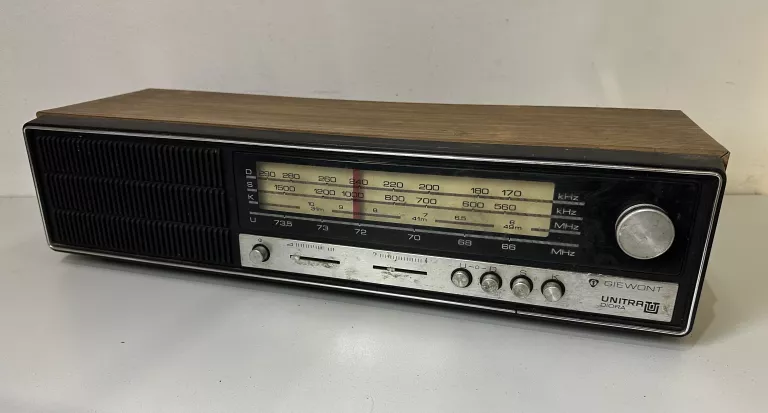 D 290 280 260 240 220 200 180 170 kHz
S 1500 1200 1000 800 700 600 560 kHz
K 10 31m 9 8 7 41m 6.5 6 49m MHz
U 73,5 73 72 70 68 66 MHz
U D S K
GIEWONT
UNITRA
DIORA